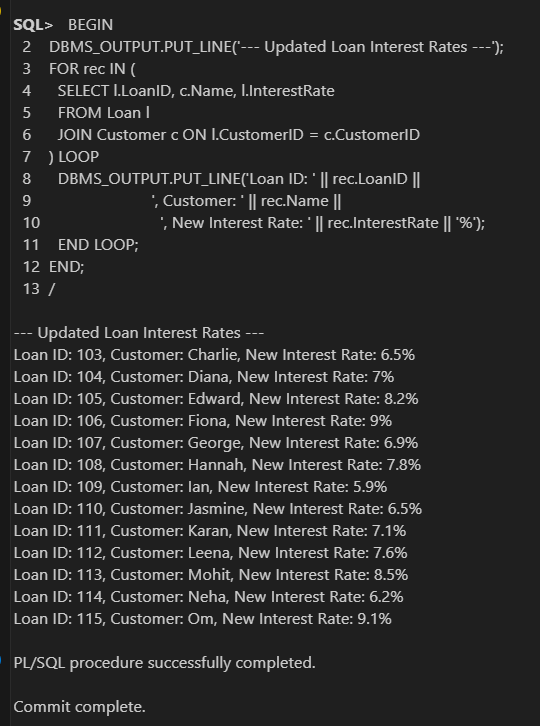 SQL> BEGIN
2 DBMS_OUTPUT.PUT_LINE('--- Updated Loan Interest Rates ---');
3 FOR rec IN (
4 SELECT l.LoanID, c.Name, l.InterestRate
5 FROM Loan l
6 JOIN Customer c ON l.CustomerID = c.CustomerID
7 ) LOOP
8 DBMS_OUTPUT.PUT_LINE('Loan ID: ' || rec.LoanID ||
9 ', Customer: ' || rec.Name ||
10 ', New Interest Rate: ' || rec.InterestRate || '%');
11 END LOOP;
12 END;
13 /
--- Updated Loan Interest Rates ---
Loan ID: 103, Customer: Charlie, New Interest Rate: 6.5%
Loan ID: 104, Customer: Diana, New Interest Rate: 7%
Loan ID: 105, Customer: Edward, New Interest Rate: 8.2%
Loan ID: 106, Customer: Fiona, New Interest Rate: 9%
Loan ID: 107, Customer: George, New Interest Rate: 6.9%
Loan ID: 108, Customer: Hannah, New Interest Rate: 7.8%
Loan ID: 109, Customer: Ian, New Interest Rate: 5.9%
Loan ID: 110, Customer: Jasmine, New Interest Rate: 6.5%
Loan ID: 111, Customer: Karan, New Interest Rate: 7.1%
Loan ID: 112, Customer: Leena, New Interest Rate: 7.6%
Loan ID: 113, Customer: Mohit, New Interest Rate: 8.5%
Loan ID: 114, Customer: Neha, New Interest Rate: 6.2%
Loan ID: 115, Customer: Om, New Interest Rate: 9.1%
PL/SQL procedure successfully completed.
Commit complete.